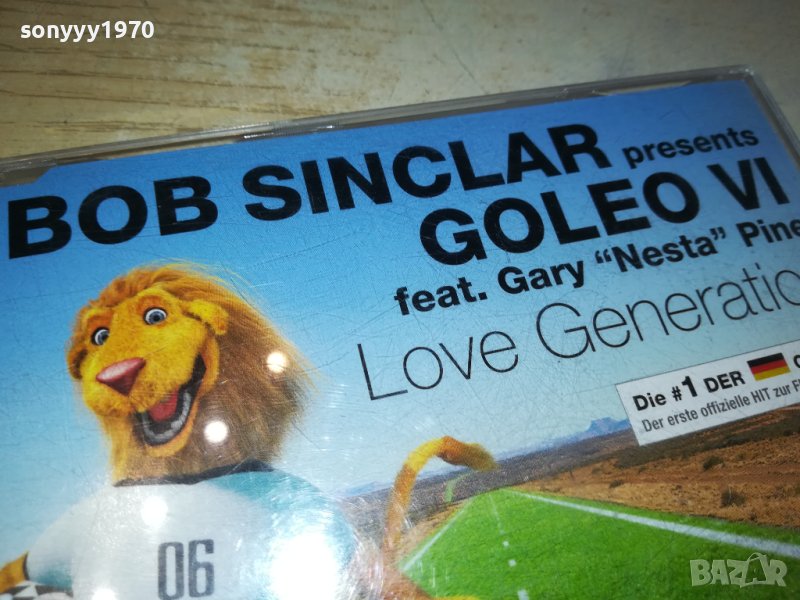 sonyyy1970
BOB SINCLAR presents
GOLEO VI
feat. Gary "Nesta" Pine
Love Generatio
Die #1 DER
Der erste offizielle HIT zur F
06
BAZAR